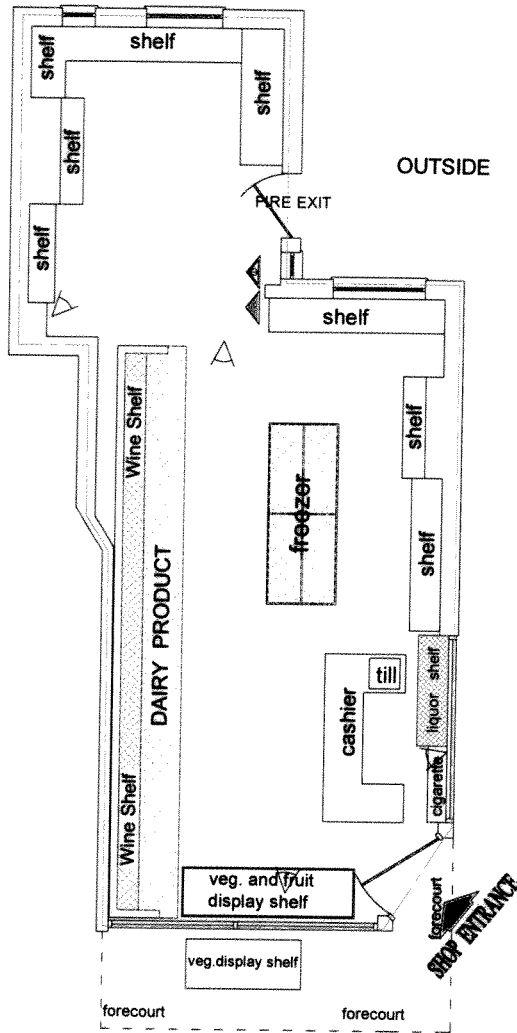 shelf
shelf
shelf
shelf
OUTSIDE
FIRE EXIT
shelf
shelf
Wine Shelf
shelf
freezer
shelf
DAIRY PRODUCT
liquor shelf
till
cashier
cigarette
Wine Shelf
veg. and fruit
display shelf
forecourt
SHOP ENTRANCE
veg.display shelf
forecourt
forecourt